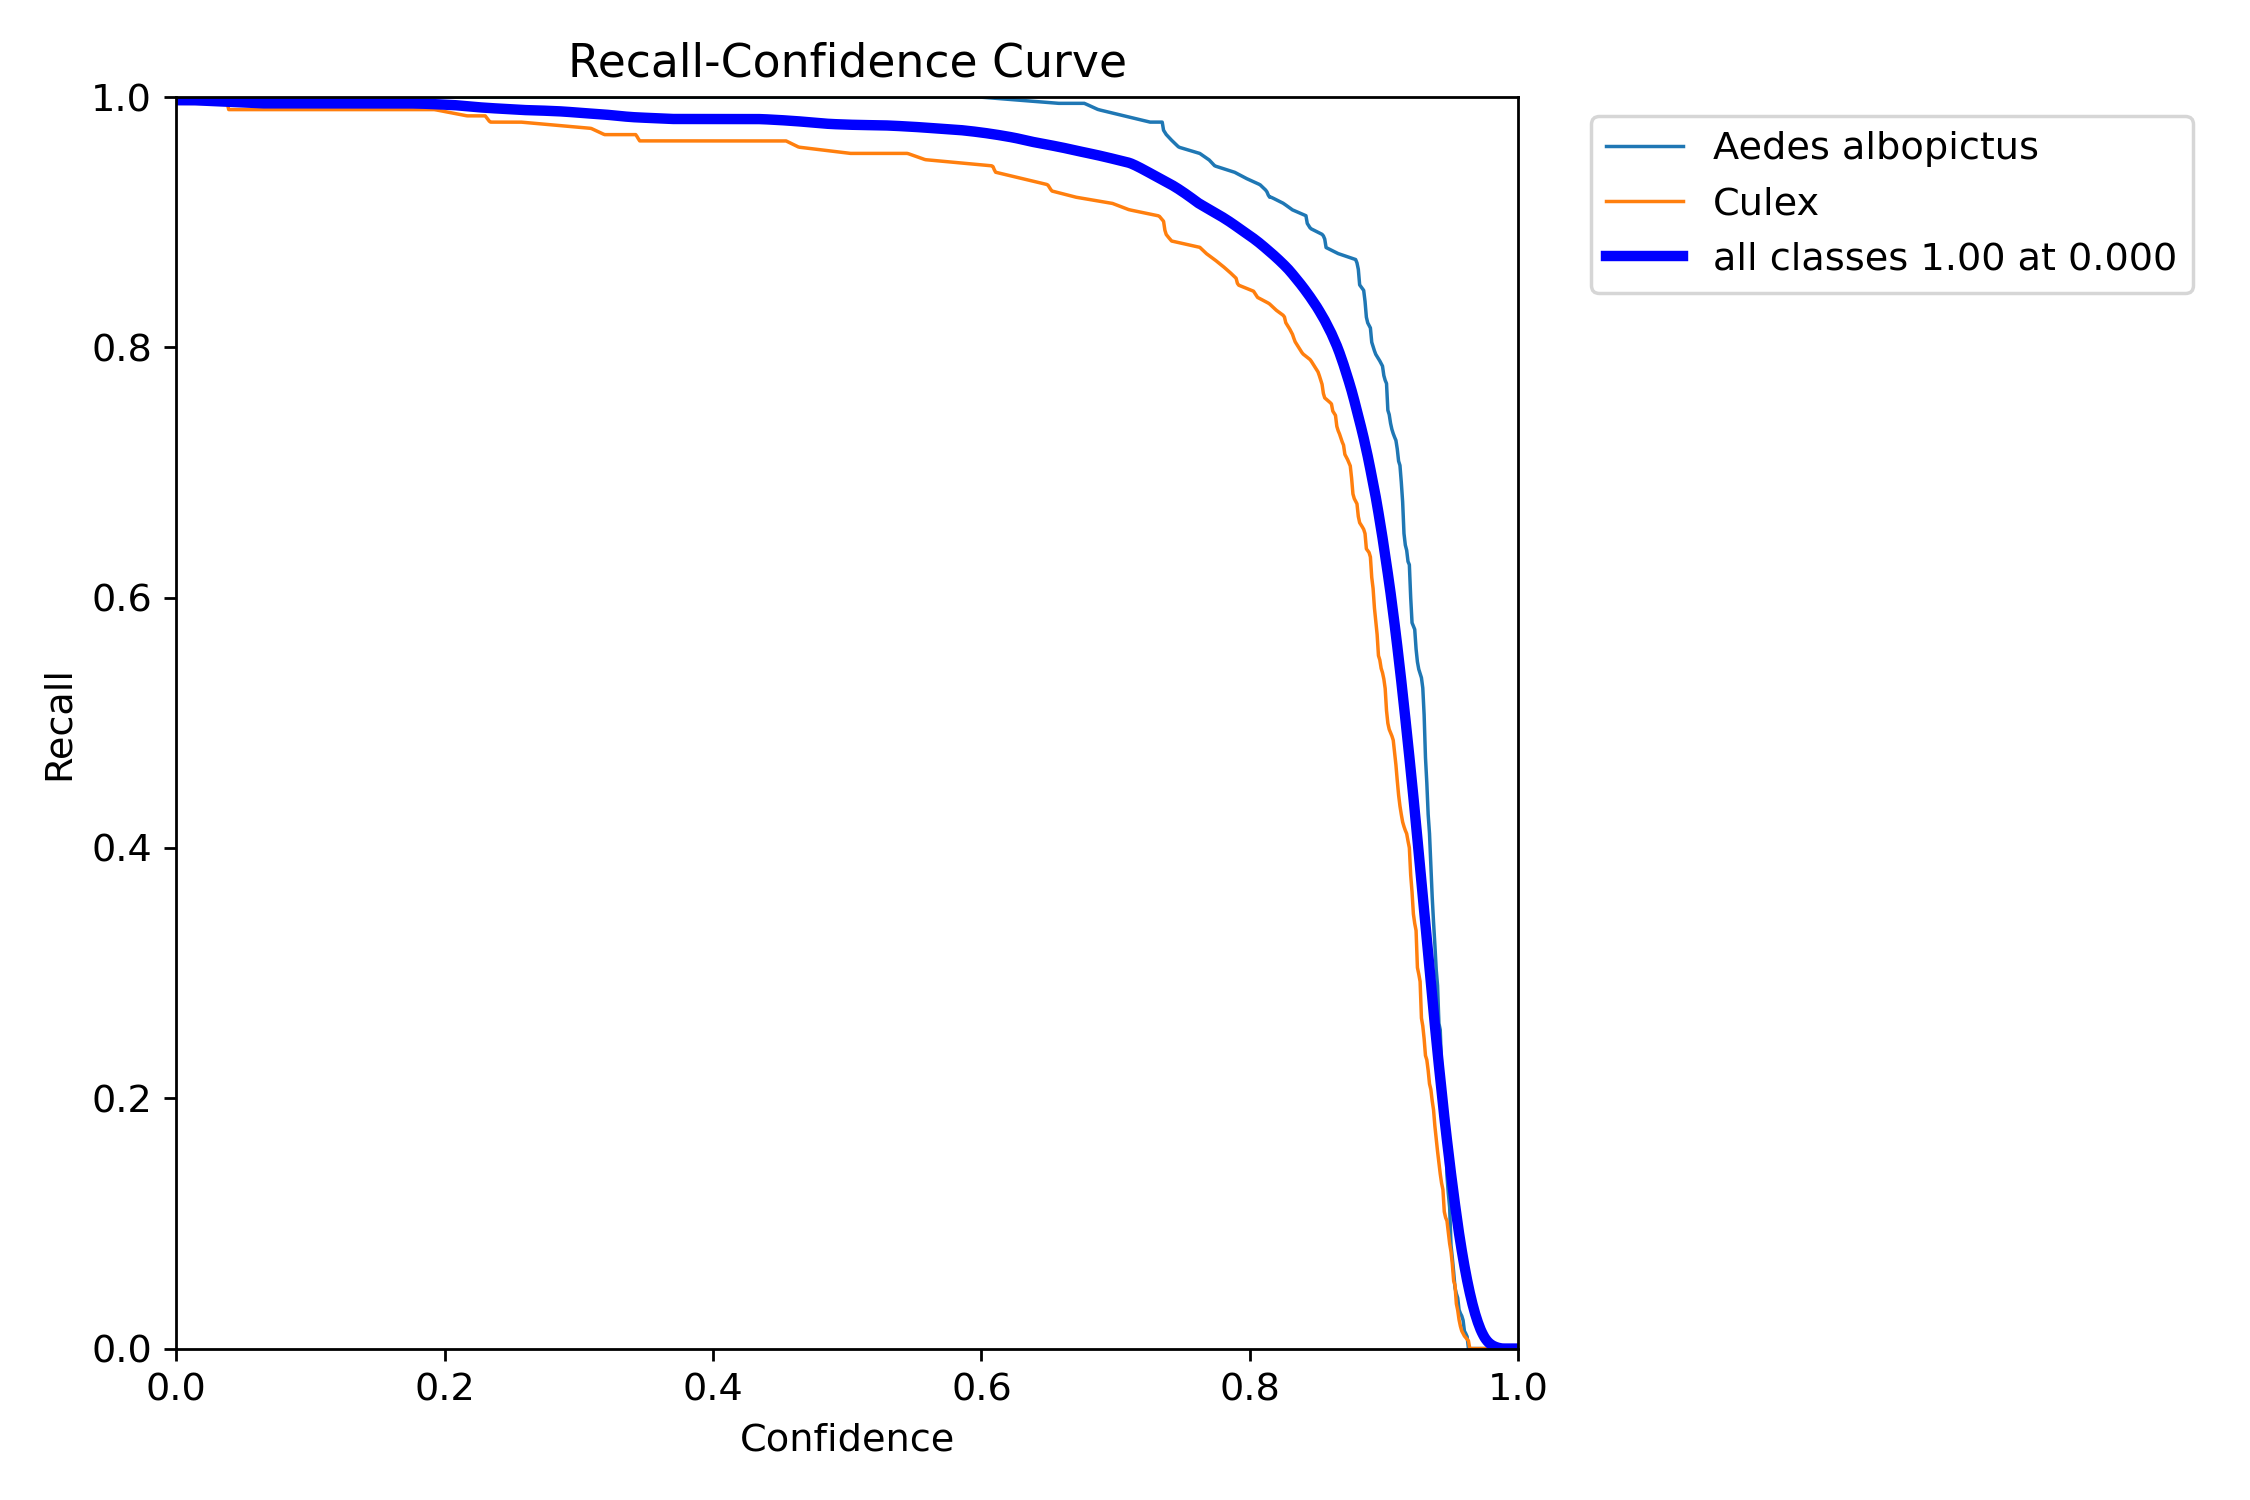 Recall-Confidence Curve
1.0
0.8
0.6
0.4
0.2
0.0
Recall
0.0 0.2 0.4 0.6 0.8 1.0
Confidence
Aedes albopictus
Culex
all classes 1.00 at 0.000